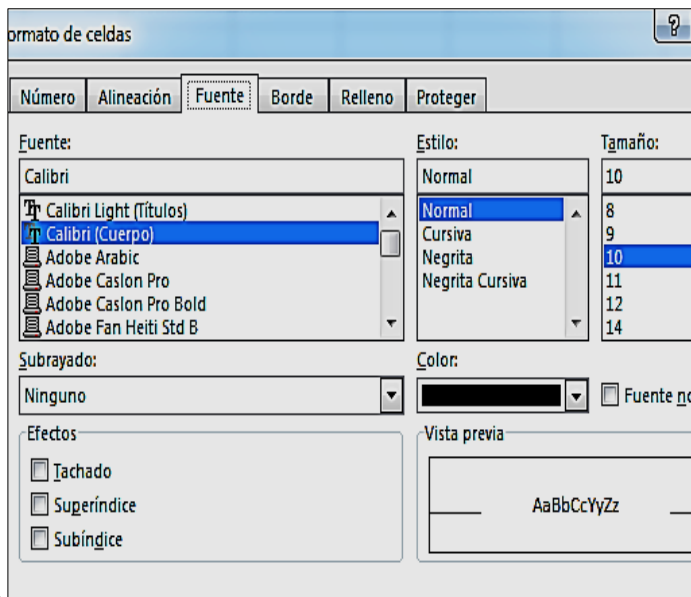 ormato de celdas
?
Número Alineación Fuente Borde Relleno Proteger
Fuente: Estilo: Tamaño:
Calibri Normal 10
Calibri Light (Títulos) Normal 8
Calibri (Cuerpo) Cursiva 9
Adobe Arabic Negrita 10
Adobe Caslon Pro Negrita Cursiva 11
Adobe Caslon Pro Bold 12
Adobe Fan Heiti Std B 14
Subrayado: Color:
Ninguno Fuente no
Efectos Vista previa
Tachado
Superíndice AaBbCcYyZz
Subíndice